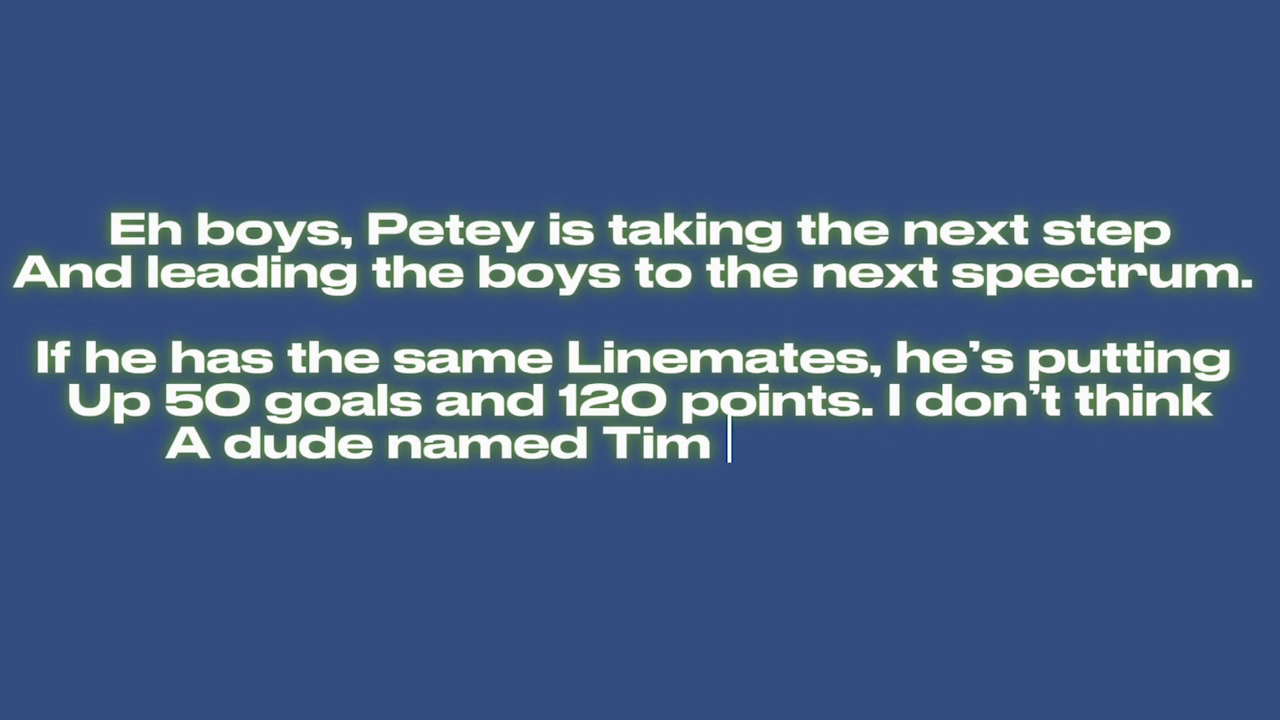 Eh boys, Petey is taking the next step
And leading the boys to the next spectrum.
If he has the same Linemates, he’s putting
Up 50 goals and 120 points. I don’t think
A dude named Tim